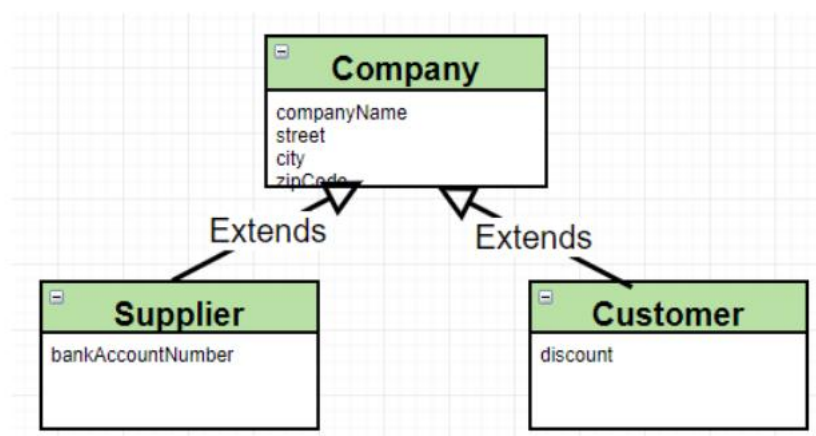 Company
companyName
street
city
zipCode
Extends
Extends
Supplier
bankAccountNumber
Customer
discount